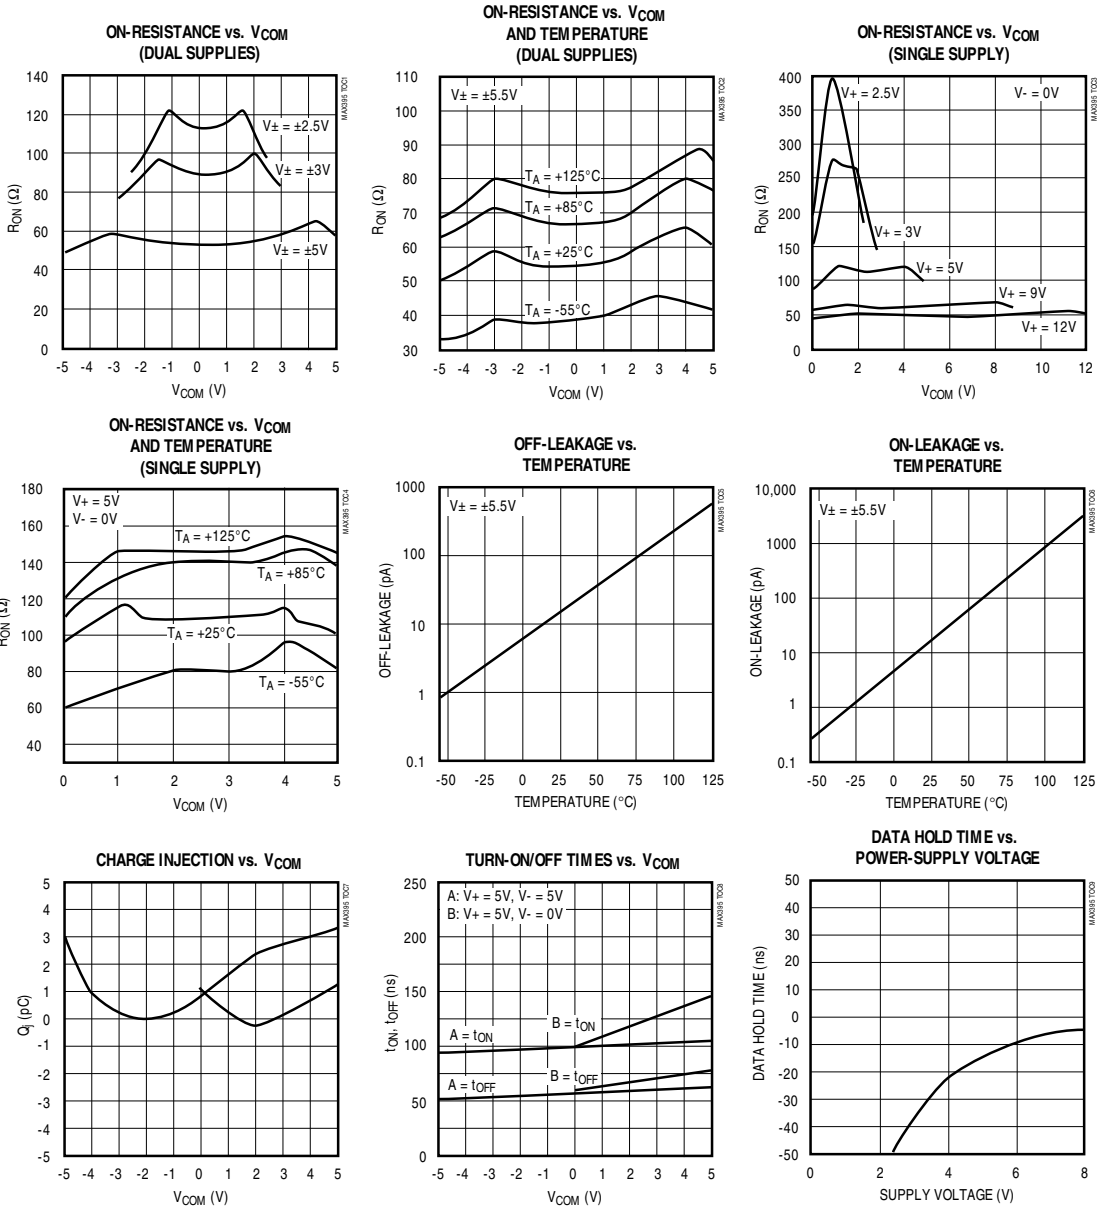 ON-RESISTANCE vs. VCOM
(DUAL SUPPLIES)
140
120
100
80
60
40
20
0
RON (Ω)
V± = ±2.5V
V± = ±3V
V± = ±5V
-5 -4 -3 -2 -1 0 1 2 3 4 5
VCOM (V)
MAX395 TOC1
ON-RESISTANCE vs. VCOM
AND TEMPERATURE
(DUAL SUPPLIES)
110
100
90
80
70
60
50
40
30
RON (Ω)
V± = ±5.5V
TA = +125°C
TA = +85°C
TA = +25°C
TA = -55°C
-5 -4 -3 -2 -1 0 1 2 3 4 5
VCOM (V)
MAX395 TOC2
ON-RESISTANCE vs. VCOM
(SINGLE SUPPLY)
400
350
300
250
200
150
100
50
0
RON (Ω)
V+ = 2.5V
V- = 0V
V+ = 3V
V+ = 5V
V+ = 9V
V+ = 12V
0 2 4 6 8 10 12
VCOM (V)
MAX395 TOC3
ON-RESISTANCE vs. VCOM
AND TEMPERATURE
(SINGLE SUPPLY)
180
160
140
120
100
80
60
40
RON (Ω)
V+ = 5V
V- = 0V
TA = +125°C
TA = +85°C
TA = +25°C
TA = -55°C
0 1 2 3 4 5
VCOM (V)
MAX395 TOC4
OFF-LEAKAGE vs.
TEMPERATURE
1000
100
10
1
0.1
OFF-LEAKAGE (pA)
V± = ±5.5V
-50 -25 0 25 50 75 100 125
TEMPERATURE (°C)
MAX395 TOC5
ON-LEAKAGE vs.
TEMPERATURE
10,000
1000
100
10
1
0.1
ON-LEAKAGE (pA)
V± = ±5.5V
-50 -25 0 25 50 75 100 125
TEMPERATURE (°C)
MAX395 TOC6
CHARGE INJECTION vs. VCOM
5
4
3
2
1
0
-1
-2
-3
-4
-5
Qj (pC)
-5 -4 -3 -2 -1 0 1 2 3 4 5
VCOM (V)
MAX395 TOC7
TURN-ON/OFF TIMES vs. VCOM
250
200
150
100
50
0
tON, tOFF (ns)
A: V+ = 5V, V- = 5V
B: V+ = 5V, V- = 0V
B = tON
A = tON
B = tOFF
A = tOFF
-5 -4 -3 -2 -1 0 1 2 3 4 5
VCOM (V)
MAX395 TOC8
DATA HOLD TIME vs.
POWER-SUPPLY VOLTAGE
50
40
30
20
10
0
-10
-20
-30
-40
-50
DATA HOLD TIME (ns)
0 2 4 6 8
SUPPLY VOLTAGE (V)
MAX395 TOC9